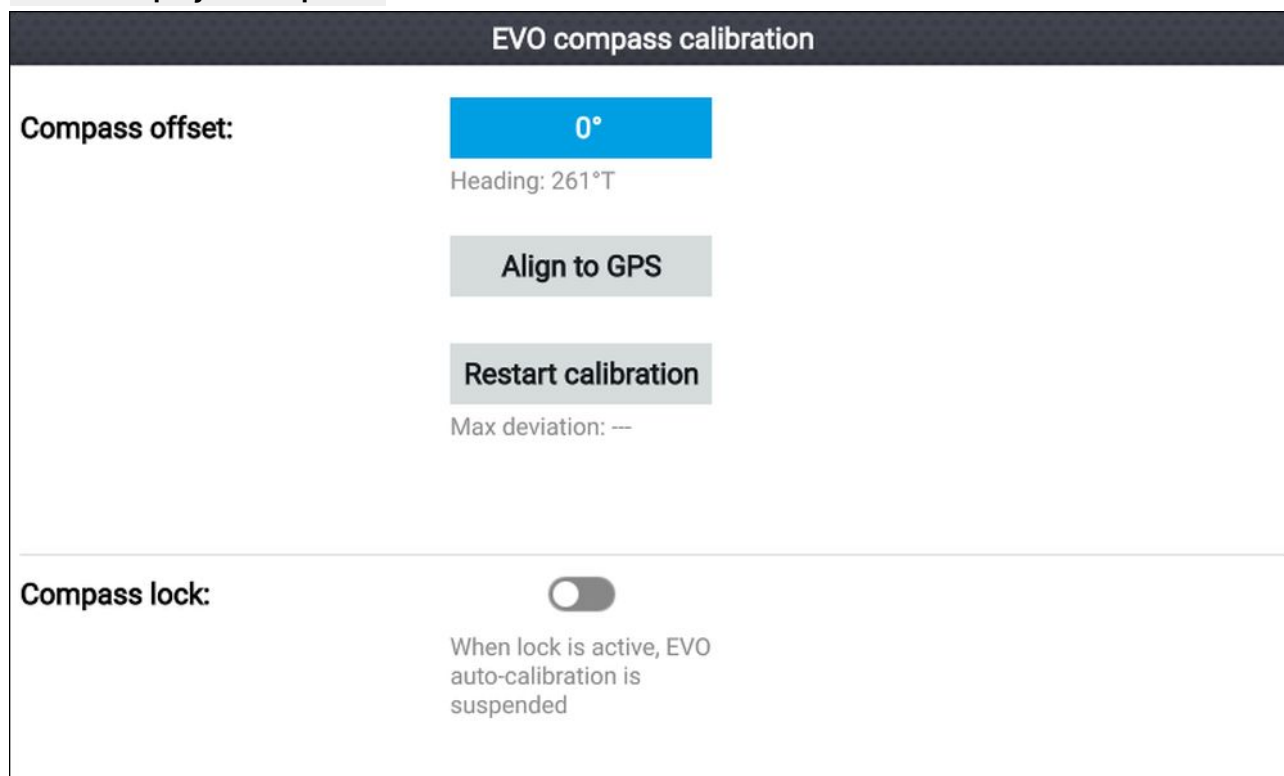 EVO compass calibration
Compass offset:
0°
Heading: 261°T
Align to GPS
Restart calibration
Max deviation: ---
Compass lock:
When lock is active, EVO
auto-calibration is
suspended